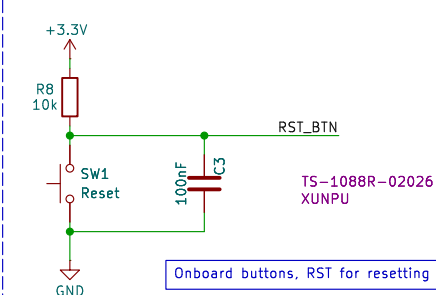 +3.3V
R8
10k
RST_BTN
SW1
Reset
100nF
C3
TS-1088R-02026
XUNPU
GND
Onboard buttons, RST for resetting